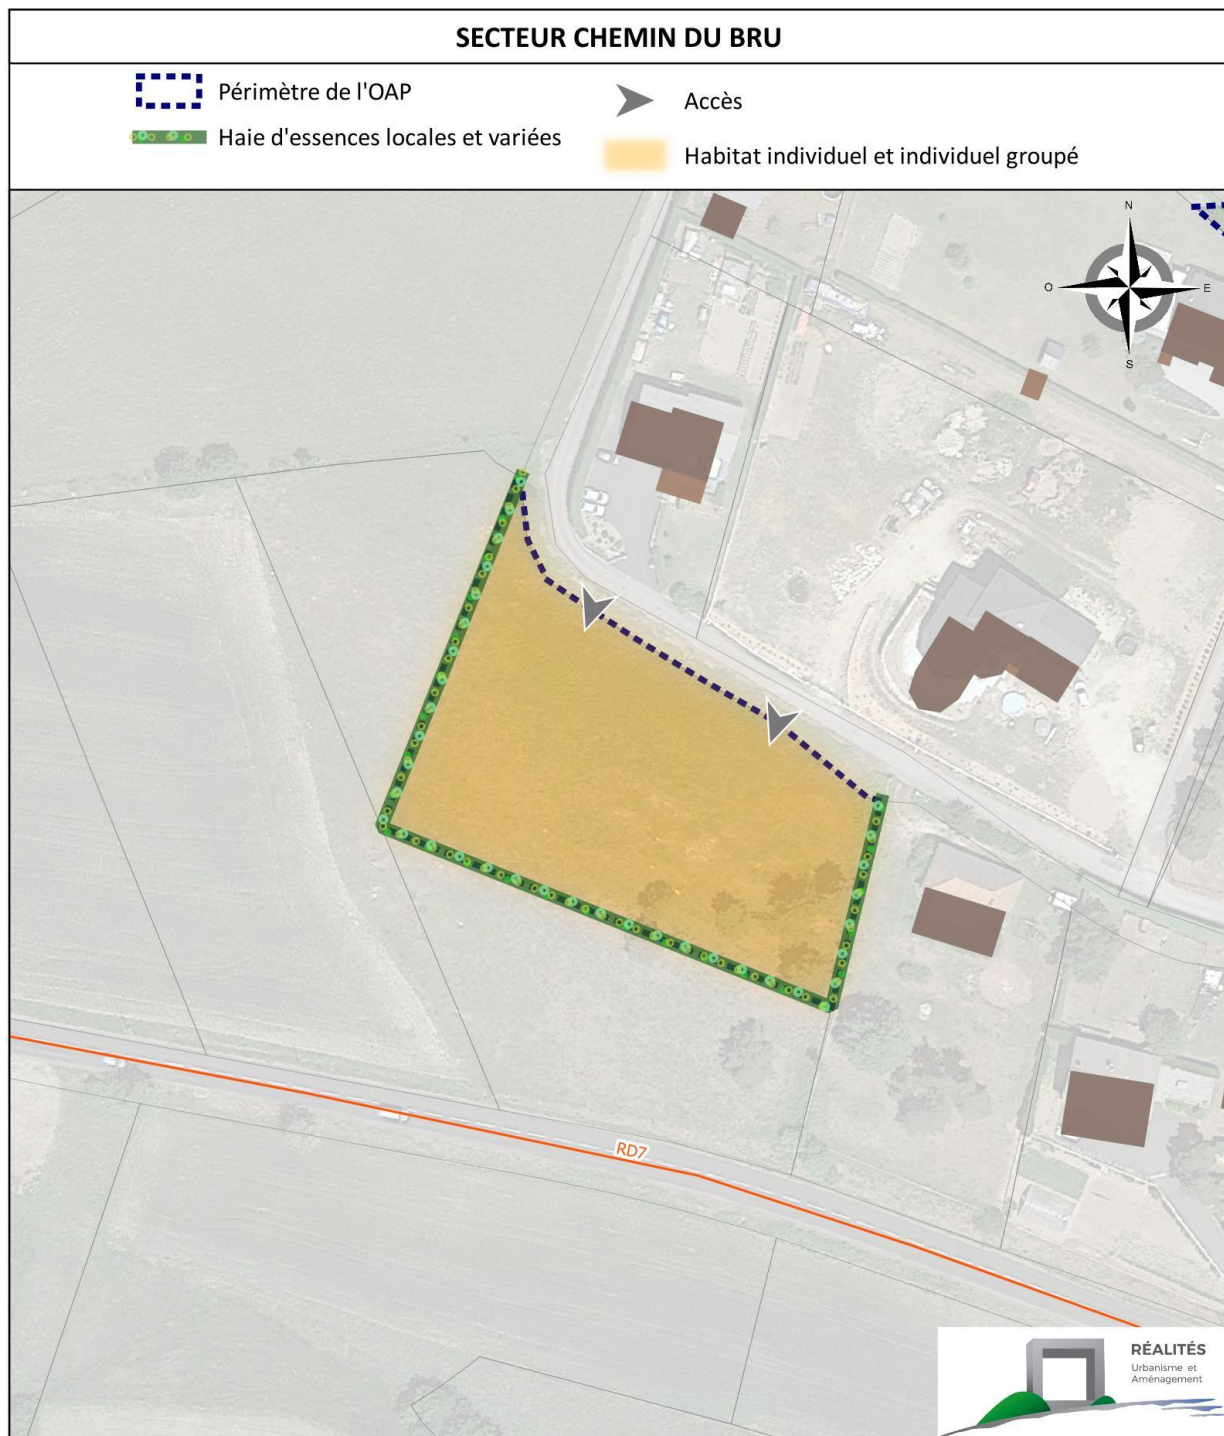 SECTEUR CHEMIN DU BRU
Périmètre de l'OAP
Accès
Haie d'essences locales et variées
Habitat individuel et individuel groupé
N
O
E
S
RD7
RÉALITÉS
Urbanisme et
Aménagement